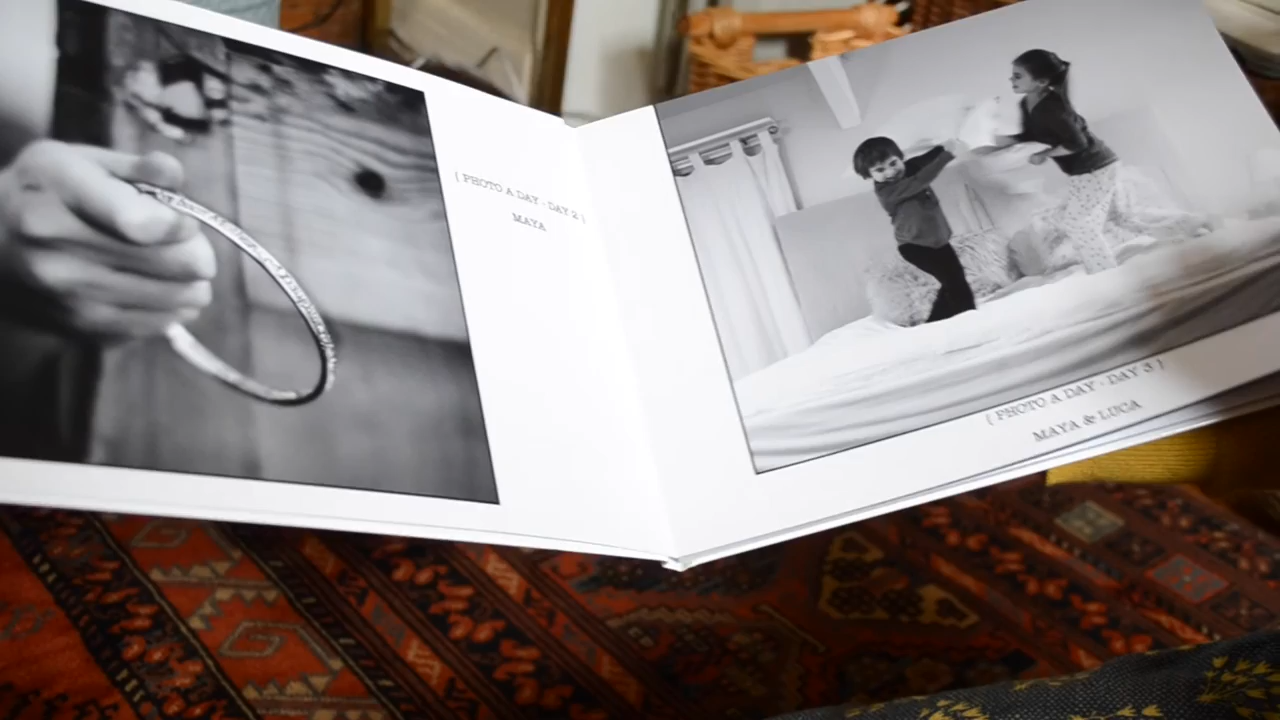 { PHOTO A DAY - DAY 2 }
MAYA
{ PHOTO A DAY - DAY 3 }
MAYA & LUCA